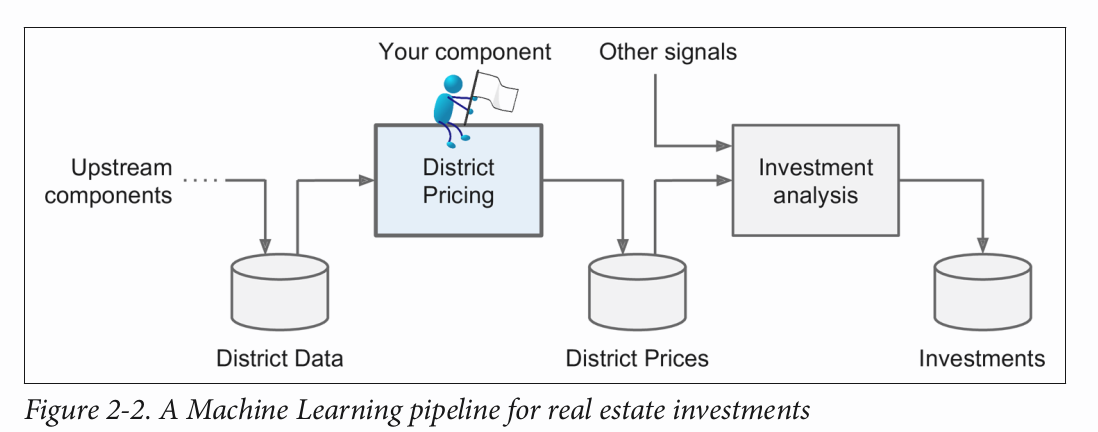 Your component
Other signals
Upstream
components
District
Pricing
Investment
analysis
District Data
District Prices
Investments
Figure 2-2. A Machine Learning pipeline for real estate investments